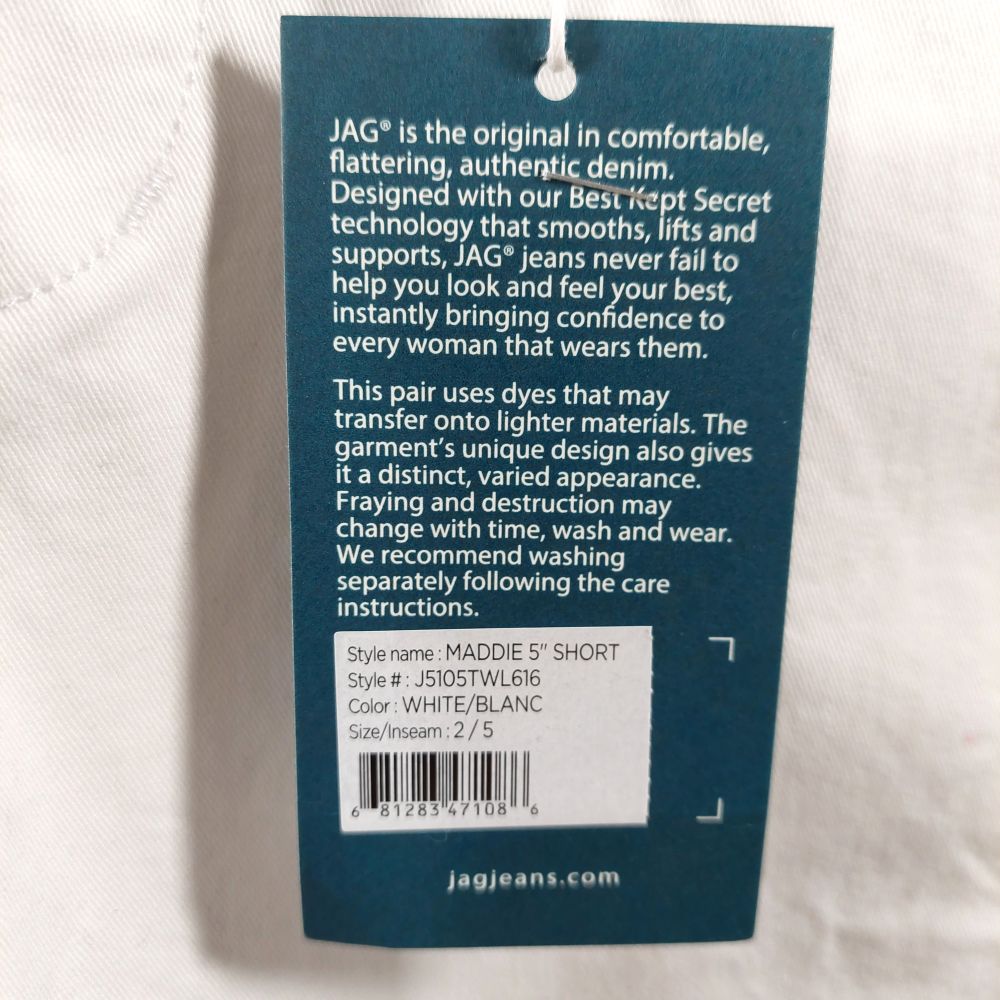 JAG® is the original in comfortable,
flattering, authentic denim.
Designed with our Best Kept Secret
technology that smooths, lifts and
supports, JAG® jeans never fail to
help you look and feel your best,
instantly bringing confidence to
every woman that wears them.
This pair uses dyes that may
transfer onto lighter materials. The
garment's unique design also gives
it a distinct, varied appearance.
Fraying and destruction may
change with time, wash and wear.
We recommend washing
separately following the care
instructions.
Style name : MADDIE 5" SHORT
Style # : J5105TWL616
Color : WHITE/BLANC
Size/Inseam : 2 / 5
6 81283 47108 6
jagjeans.com